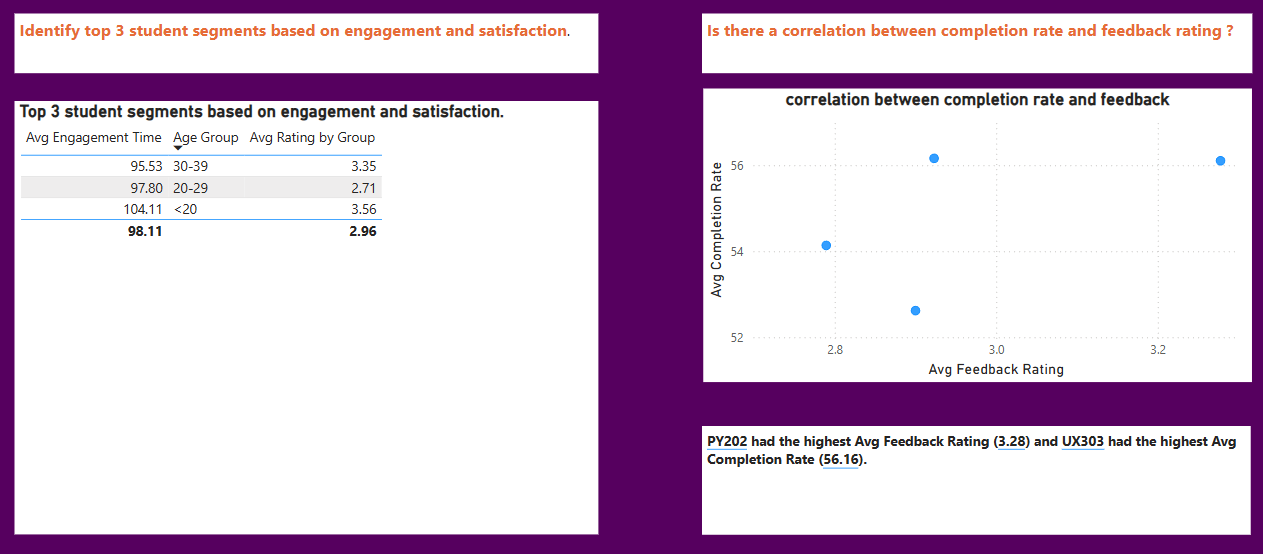 Identify top 3 student segments based on engagement and satisfaction.
Top 3 student segments based on engagement and satisfaction.
Avg Engagement Time Age Group Avg Rating by Group
95.53 30-39 3.35
97.80 20-29 2.71
104.11 <20 3.56
98.11 2.96
Is there a correlation between completion rate and feedback rating ?
correlation between completion rate and feedback
Avg Completion Rate
56
54
52
2.8 3.0 3.2
Avg Feedback Rating
PY202 had the highest Avg Feedback Rating (3.28) and UX303 had the highest Avg
Completion Rate (56.16).